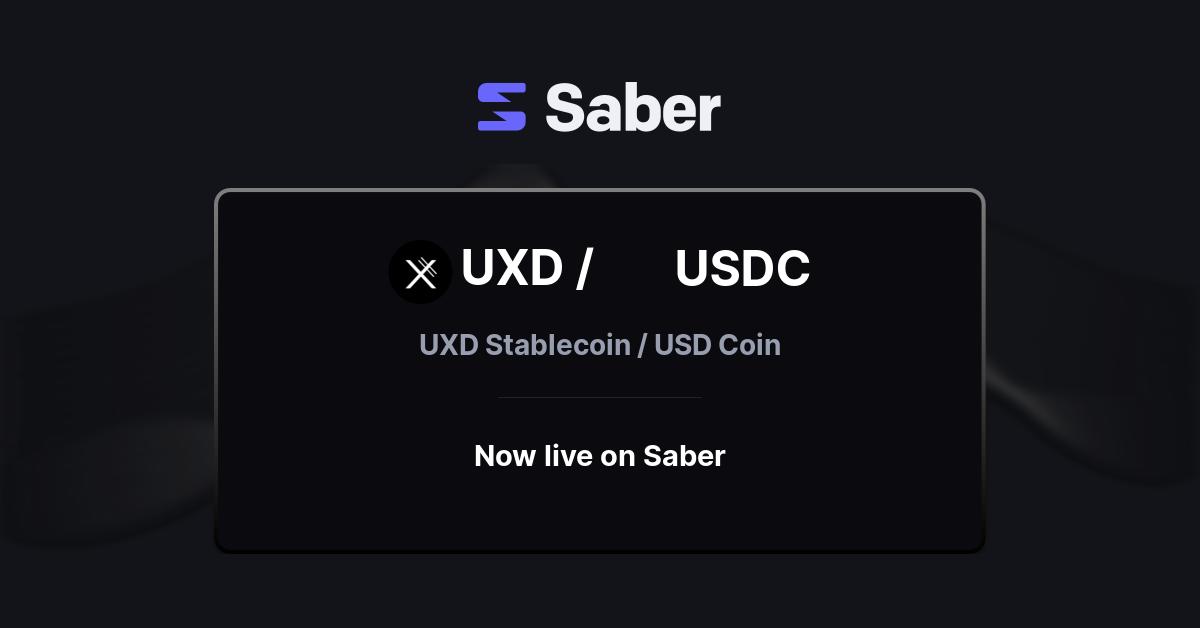 Saber
UXD / USDC
UXD Stablecoin / USD Coin
Now live on Saber